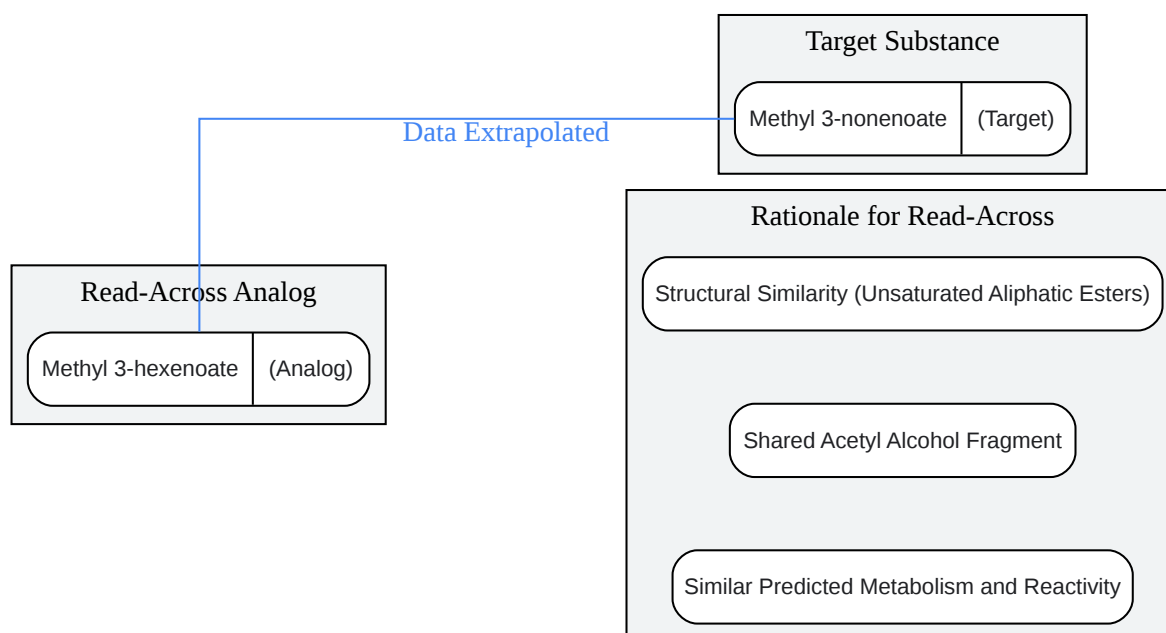 Target Substance
Methyl 3-nonenoate (Target)
Data Extrapolated
Rationale for Read-Across
Structural Similarity (Unsaturated Aliphatic Esters)
Shared Acetyl Alcohol Fragment
Similar Predicted Metabolism and Reactivity
Read-Across Analog
Methyl 3-hexenoate (Analog)